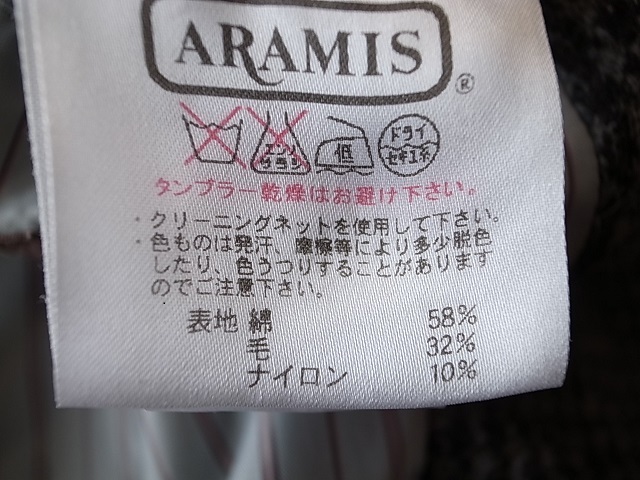 ARAMIS
®
エンソ
サラシ
低
ドライ
セキユ系
タンブラー乾燥はお避け下さい。
・クリーニングネットを使用して下さい。
・色ものは発汗、摩擦等により多少脱色
したり、色うつりすることがあります
のでご注意下さい。
表地 綿 58%
毛 32%
ナイロン 10%